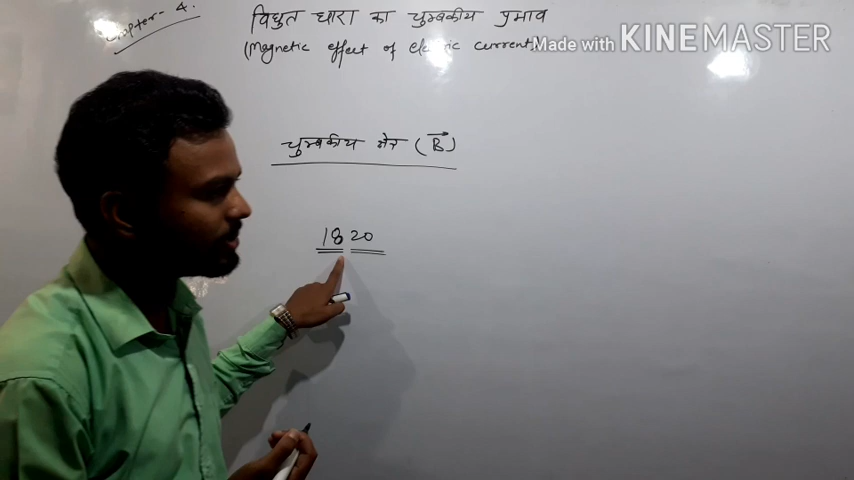 Chapter - 4.
विधुत धारा का चुम्बकीय प्रभाव
(Magnetic effect of electric current)
Made with KINEMASTER
चुम्बकीय क्षेत्र (B⃗)
1820